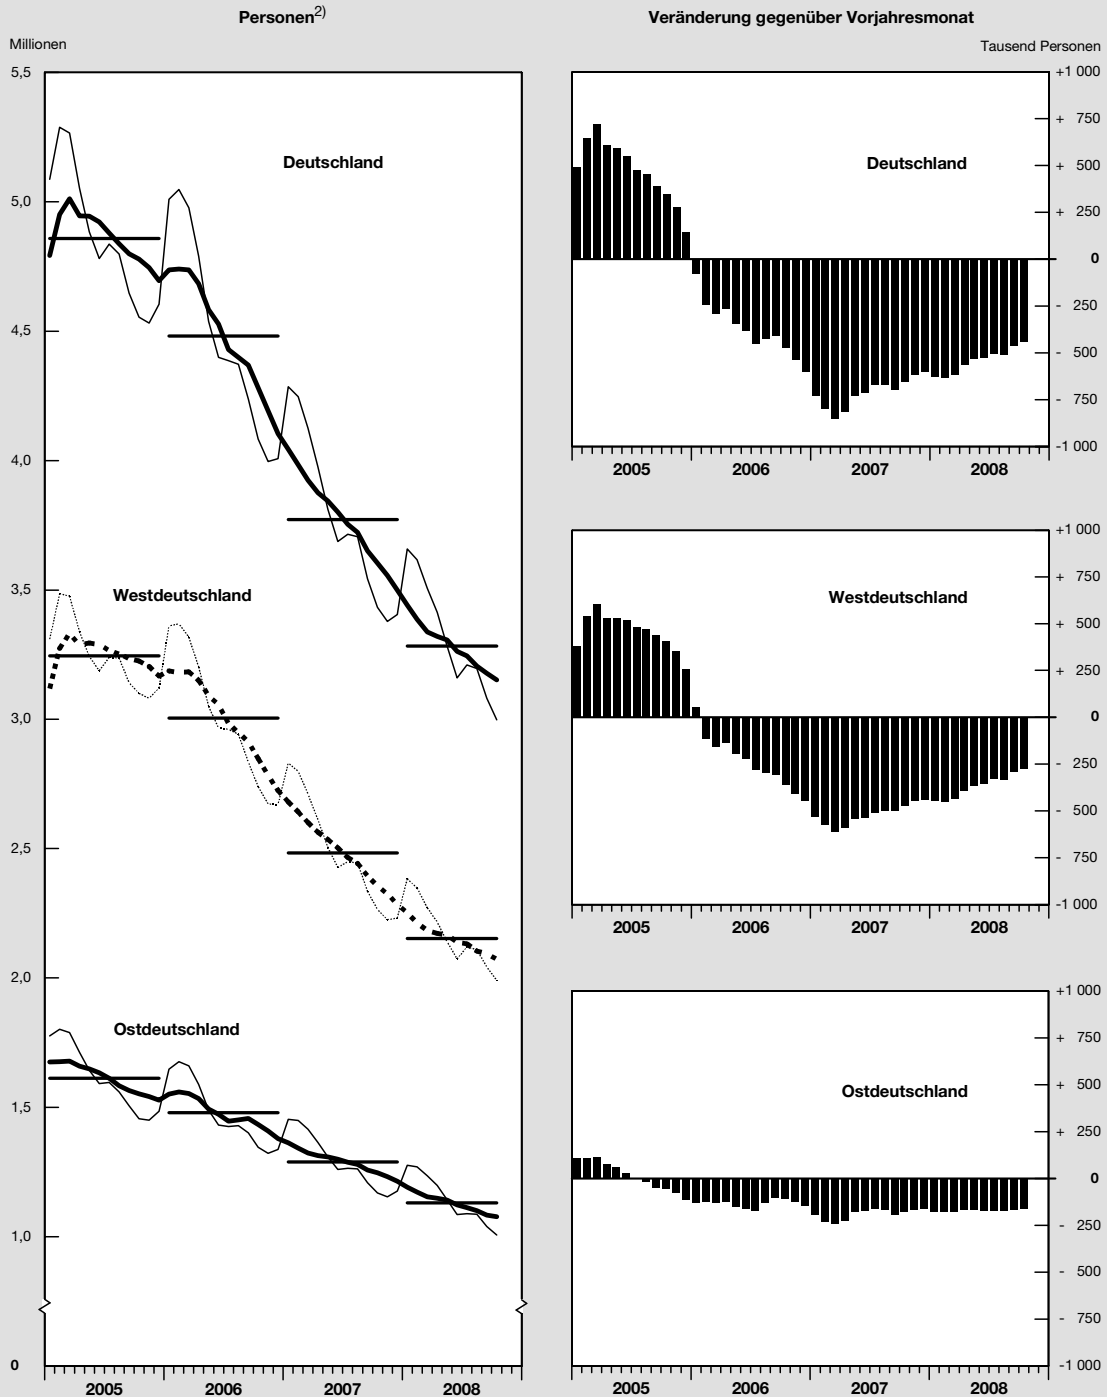 Personen2)
Millionen
5,5
5,0
4,5
4,0
3,5
3,0
2,5
2,0
1,5
1,0
0
Deutschland
Westdeutschland
Ostdeutschland
2005 2006 2007 2008
Veränderung gegenüber Vorjahresmonat
Tausend Personen
+1 000
+ 750
+ 500
+ 250
0
- 250
- 500
- 750
-1 000
Deutschland
2005 2006 2007 2008
+1 000
+ 750
+ 500
+ 250
0
- 250
- 500
- 750
-1 000
Westdeutschland
2005 2006 2007 2008
+1 000
+ 750
+ 500
+ 250
0
- 250
- 500
- 750
-1 000
Ostdeutschland
2005 2006 2007 2008